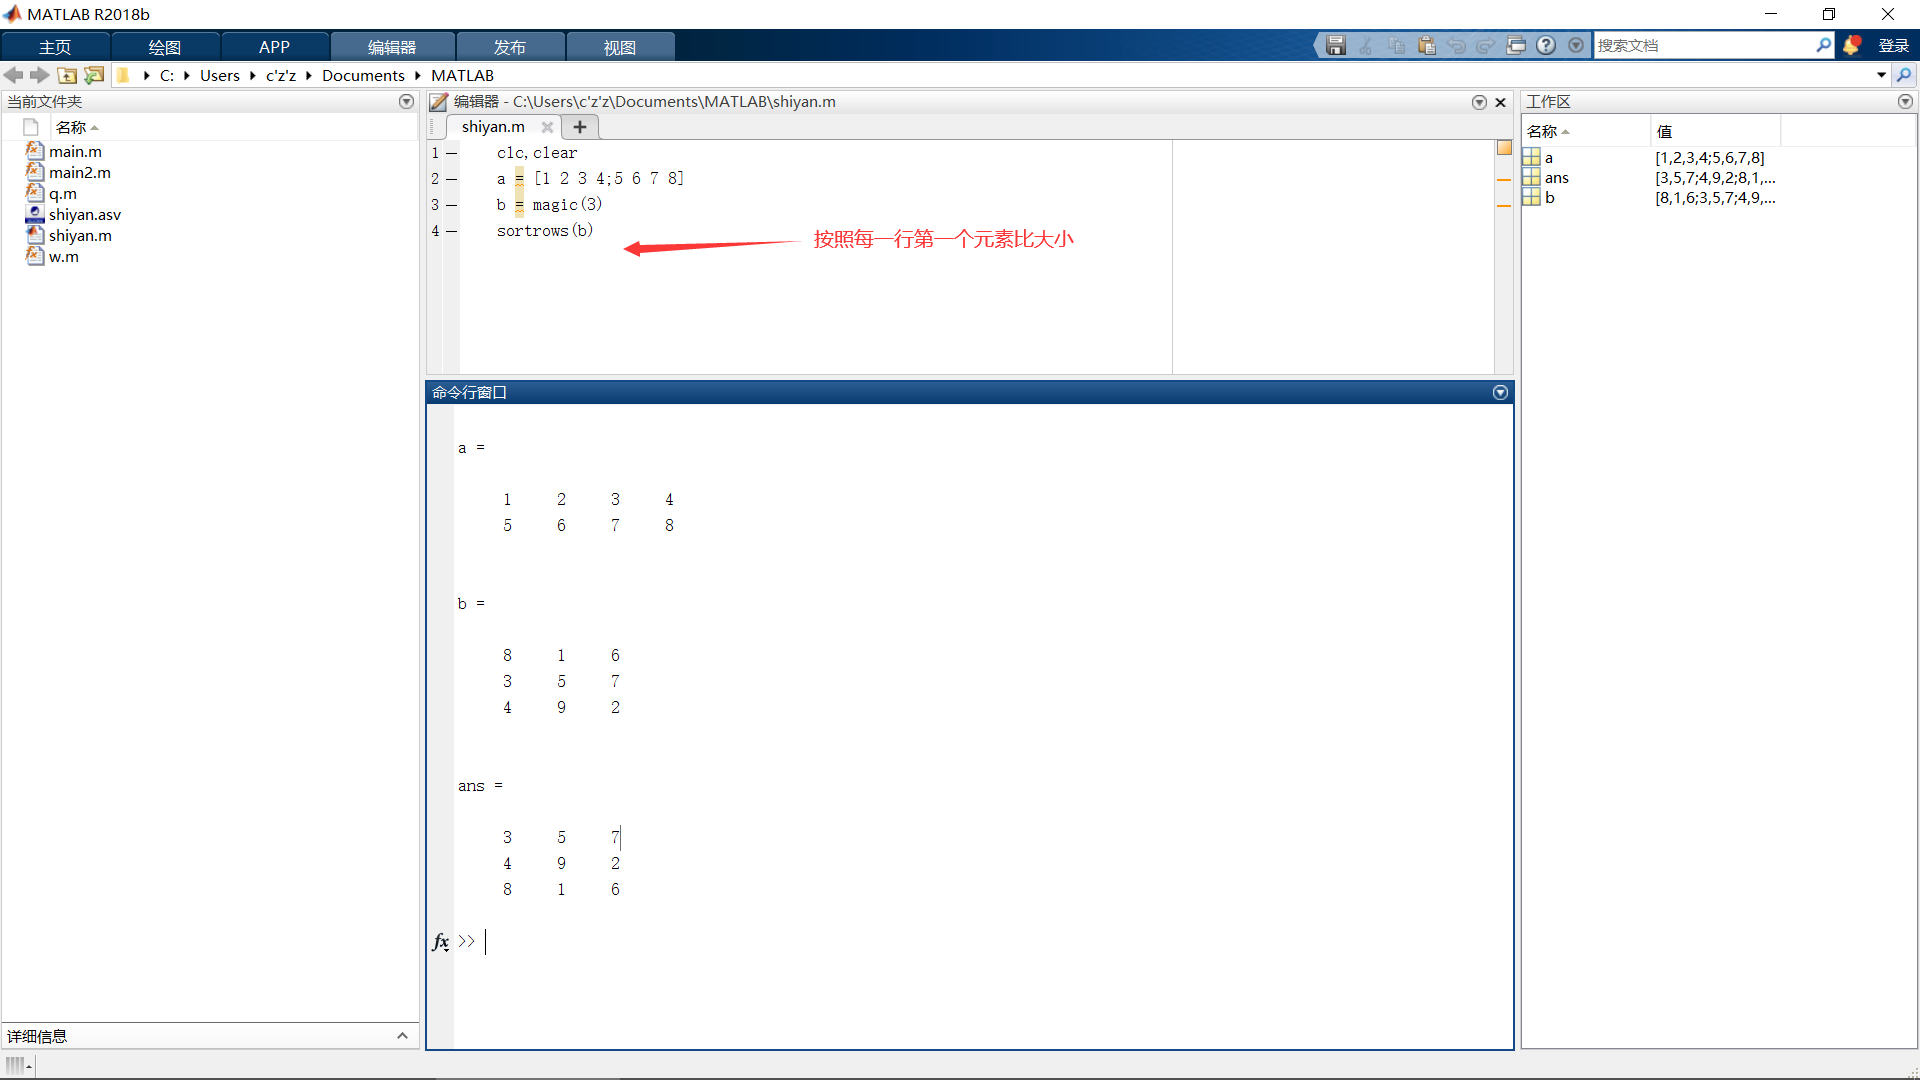 MATLAB R2018b
主页 绘图 APP 编辑器 发布 视图 搜索文档 登录
C: Users c'z'z Documents MATLAB
当前文件夹
名称
main.m
main2.m
q.m
shiyan.asv
shiyan.m
w.m
详细信息
编辑器 - C:\Users\c'z'z\Documents\MATLAB\shiyan.m
shiyan.m
1 — clc,clear
2 — a = [1 2 3 4;5 6 7 8]
3 — b = magic(3)
4 — sortrows(b)
按照每一行第一个元素比大小
命令行窗口
a =
1 2 3 4
5 6 7 8
b =
8 1 6
3 5 7
4 9 2
ans =
3 5 7
4 9 2
8 1 6
fx >>
工作区
名称 值
a [1,2,3,4;5,6,7,8]
ans [3,5,7;4,9,2;8,1,...
b [8,1,6;3,5,7;4,9,...